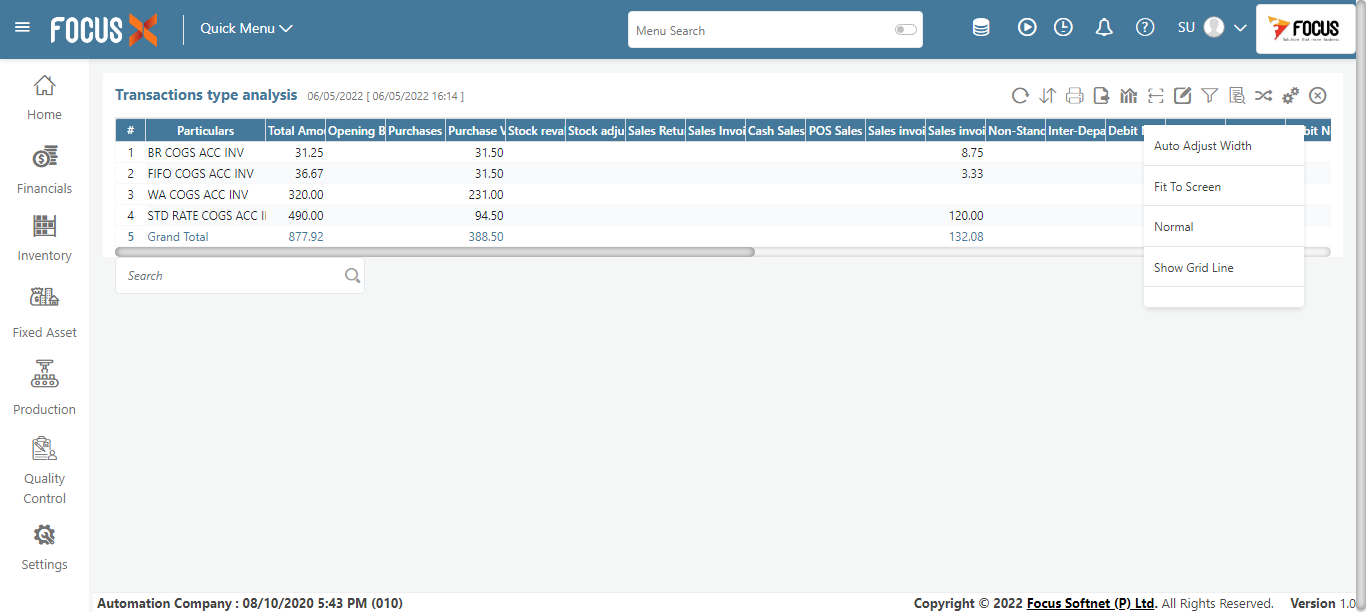 FOCUS X Quick Menu Menu Search SU FOCUS
Home
Financials
Inventory
Fixed Asset
Production
Quality
Control
Settings
Transactions type analysis 06/05/2022 [ 06/05/2022 16:14 ]
# Particulars Total Amou Opening B Purchases Purchase V Stock reval Stock adju Sales Retu Sales Invoi Cash Sales POS Sales Sales invoi Sales invoi Non-Stand Inter-Depa Debit bit N
1 BR COGS ACC INV 31.25 31.50 8.75
2 FIFO COGS ACC INV 36.67 31.50 3.33
3 WA COGS ACC INV 320.00 231.00
4 STD RATE COGS ACC I 490.00 94.50 120.00
5 Grand Total 877.92 388.50 132.08
Search
Auto Adjust Width
Fit To Screen
Normal
Show Grid Line
Automation Company : 08/10/2020 5:43 PM (010) Copyright © 2022 Focus Softnet (P) Ltd. All Rights Reserved. Version 1.0